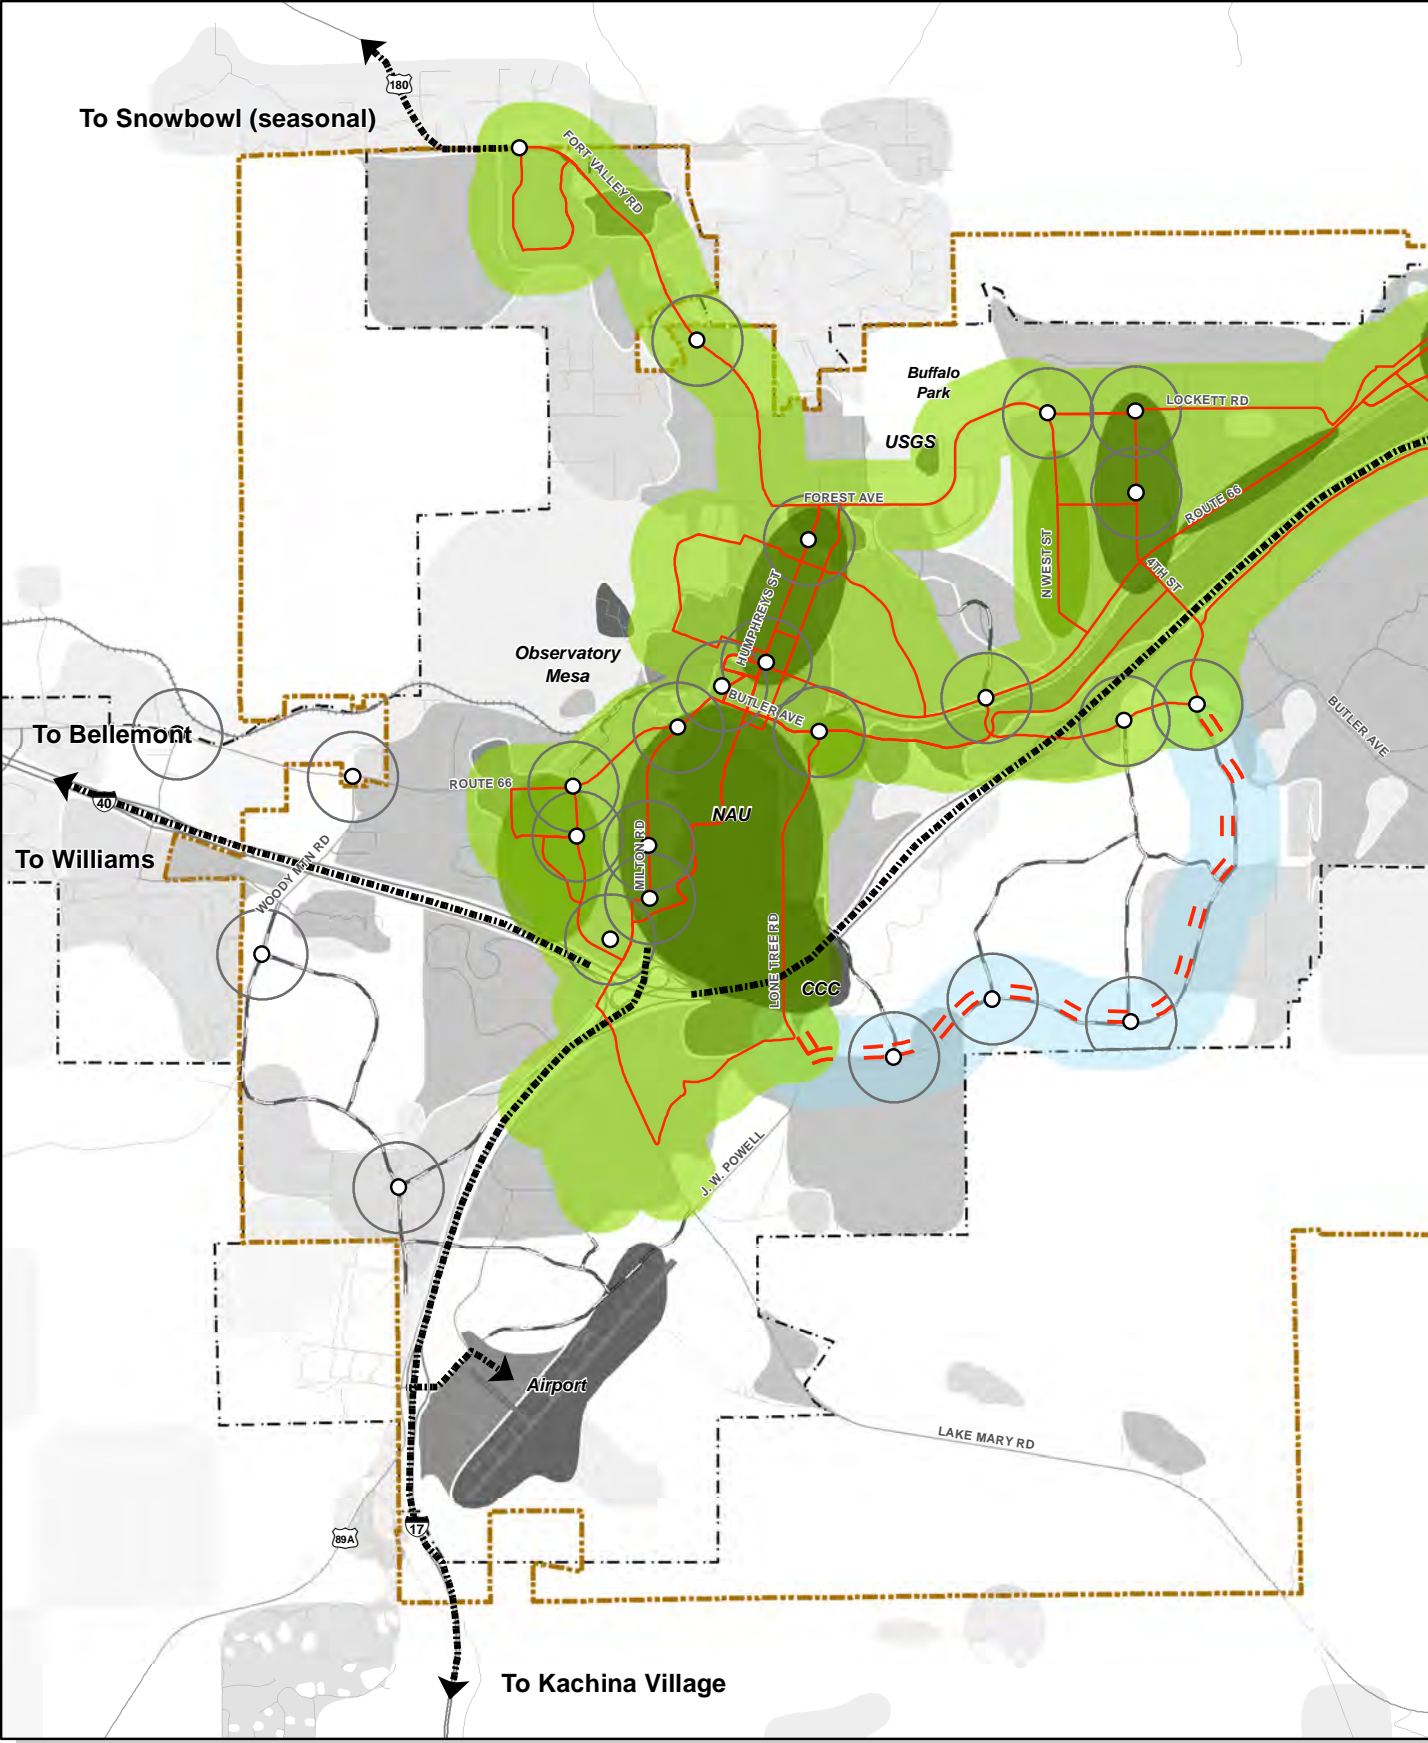 180
To Snowbowl (seasonal)
FORT VALLEY RD
Buffalo
Park
LOCKETT RD
USGS
FOREST AVE
ROUTE 66
N WEST ST
4TH ST
HUMPHREYS ST
Observatory
Mesa
BUTLER AVE
BUTLER AVE
To Bellemont
ROUTE 66
40
NAU
MILTON RD
To Williams
WOODY MTN RD
LONE TREE RD
CCC
J. W. POWELL
Airport
LAKE MARY RD
17
89A
To Kachina Village